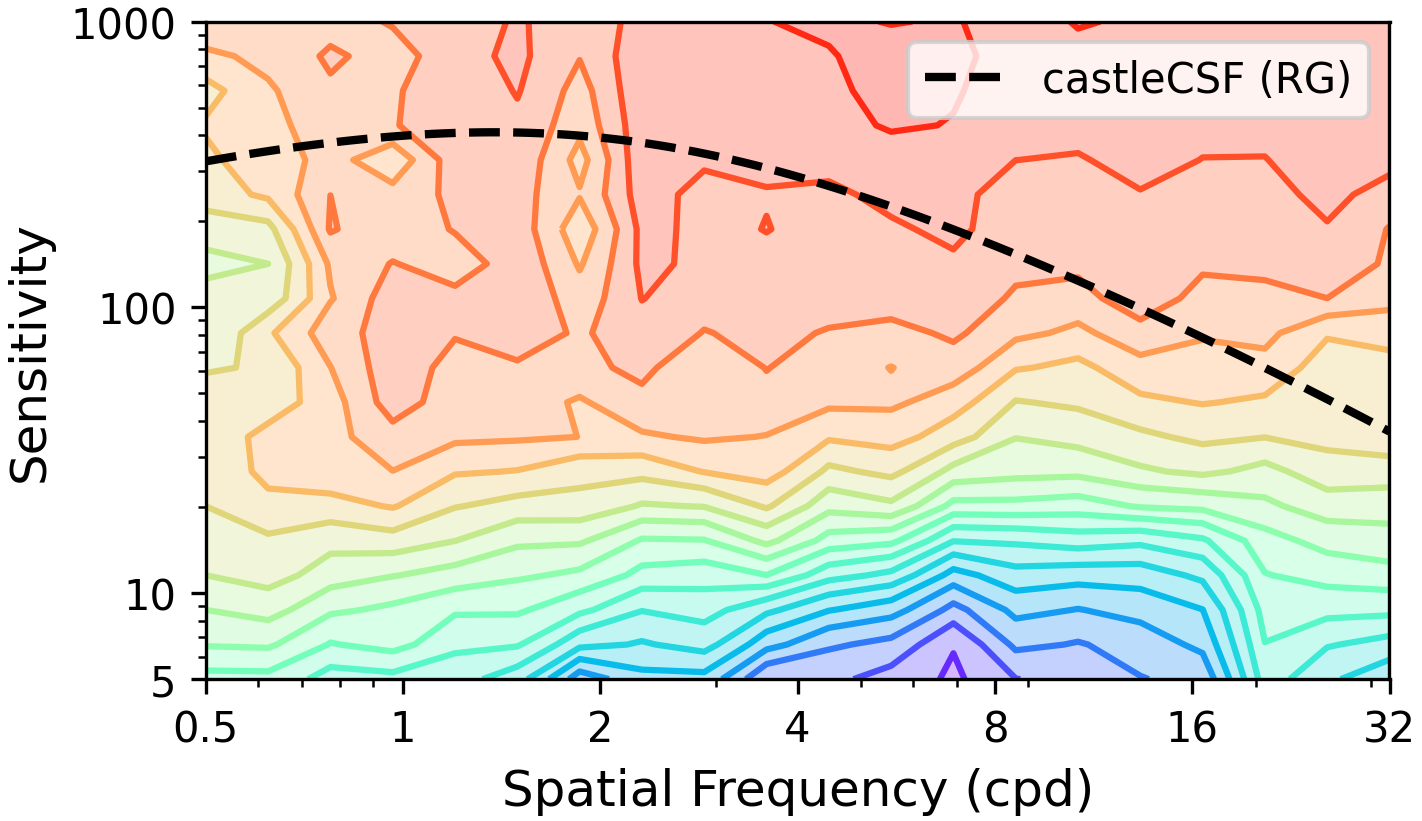 1000
castleCSF (RG)
Sensitivity
100
10
5
0.5 1 2 4 8 16 32
Spatial Frequency (cpd)